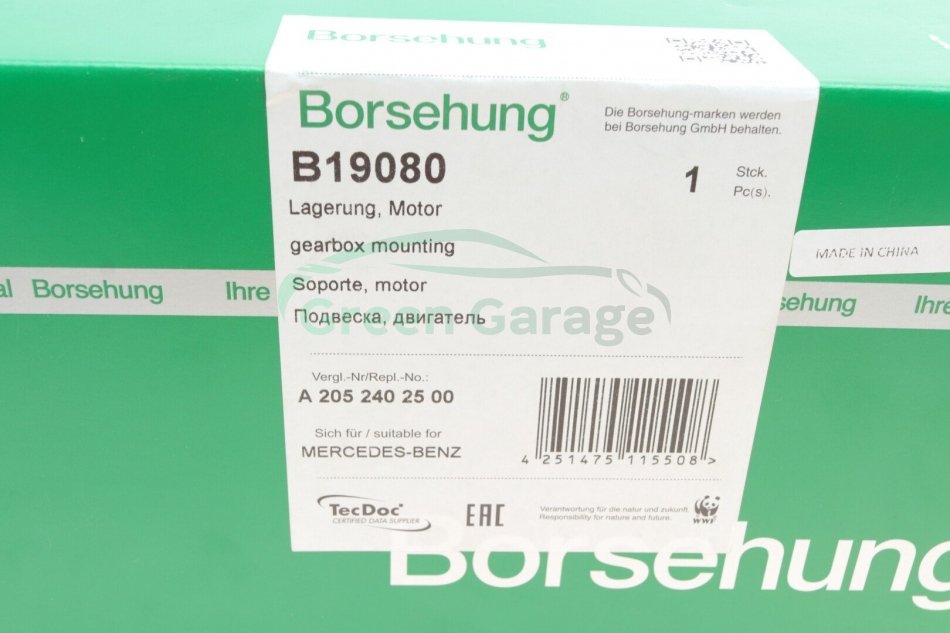 Borsehung
Borsehung®
Die Borsehung-marken werden
bei Borsehung GmbH behalten.
B19080
1
Stck.
Pc(s).
Lagerung, Motor
gearbox mounting
Soporte, motor
Подвеска, двигатель
Green Garage
MADE IN CHINA
al Borsehung Ihre
sehung Ihre
Vergl.-Nr/Repl.-No.:
A 205 240 25 00
Sich für / suitable for
MERCEDES-BENZ
4 251475 115508 >
TecDoc
CERTIFIED DATA SUPPLIER
EAC
Verantwortung für die natur und zukunft.
Responsibility for nature and future.
WWF
Borsehung